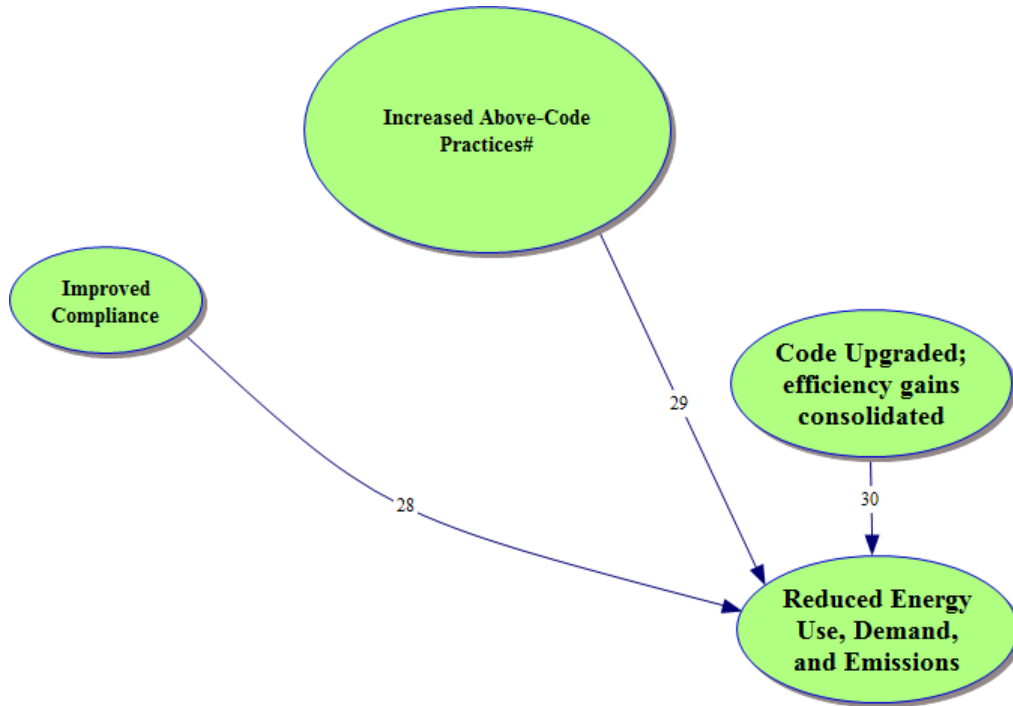 Increased Above-Code
Practices#
Improved
Compliance
Code Upgraded;
efficiency gains
consolidated
29
30
28
Reduced Energy
Use, Demand,
and Emissions